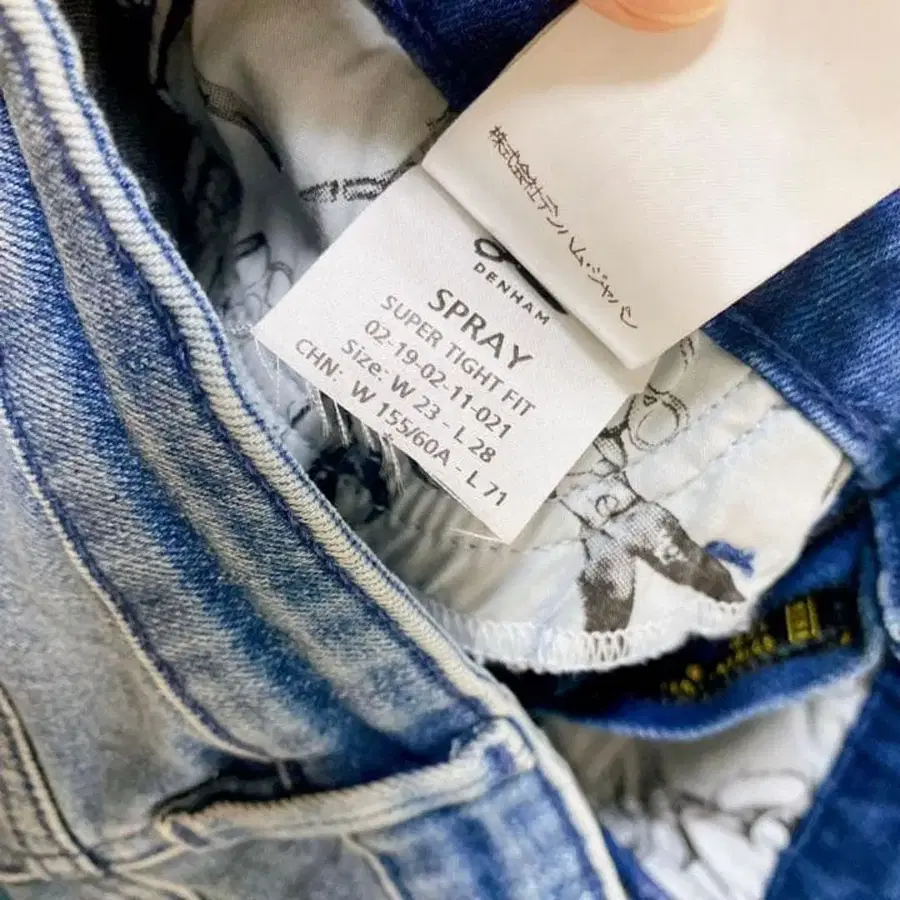 株式会社デンハム・ジャパン
DENHAM
SPRAY
SUPER TIGHT FIT
02-19-02-11-021
Size: W 23 - L 28
CHN: W 155/60A - L 71